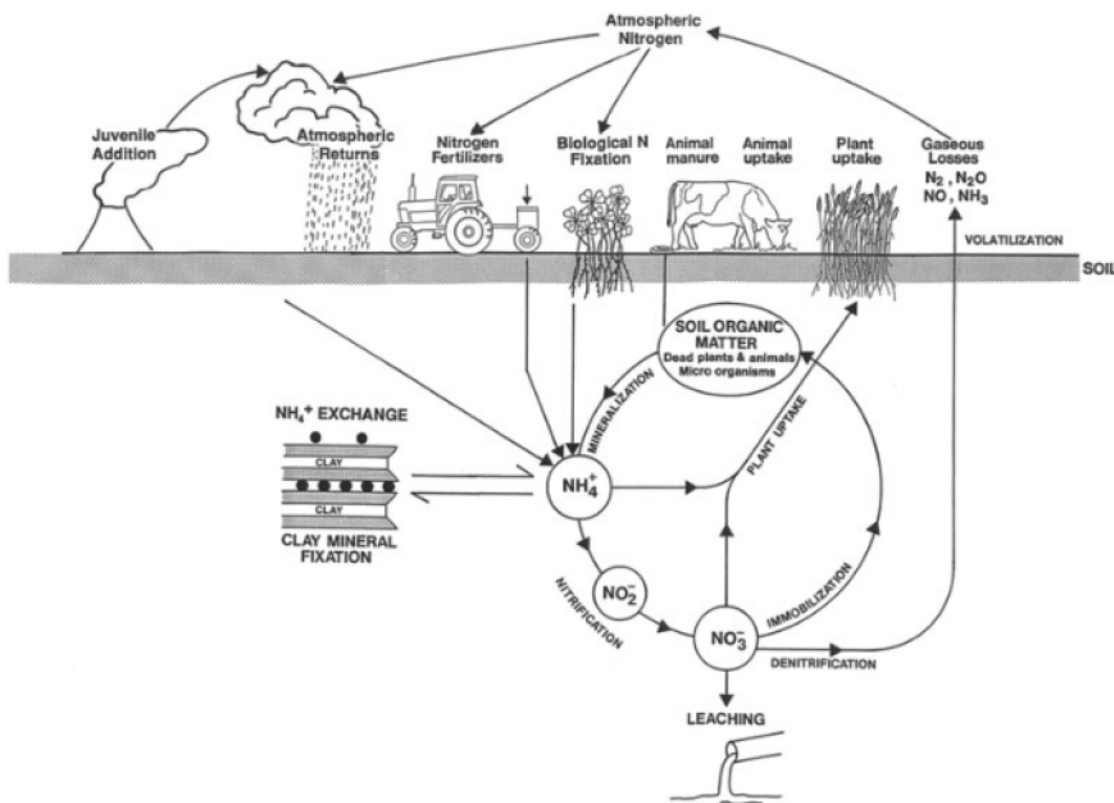 Atmospheric
Nitrogen
Juvenile
Addition
Atmospheric
Returns
Nitrogen
Fertilizers
Biological N
Fixation
Animal
manure
Animal
uptake
Plant
uptake
Gaseous
Losses
N₂, N₂O
NO, NH₃
VOLATILIZATION
SOIL
SOIL ORGANIC
MATTER
Dead plants & animals
Micro organisms
MINERALIZATION
PLANT UPTAKE
NH₄⁺ EXCHANGE
CLAY
CLAY
CLAY MINERAL
FIXATION
NH₄⁺
NO₂⁻
NITRIFICATION
NO₃⁻
IMMOBILIZATION
DENITRIFICATION
LEACHING